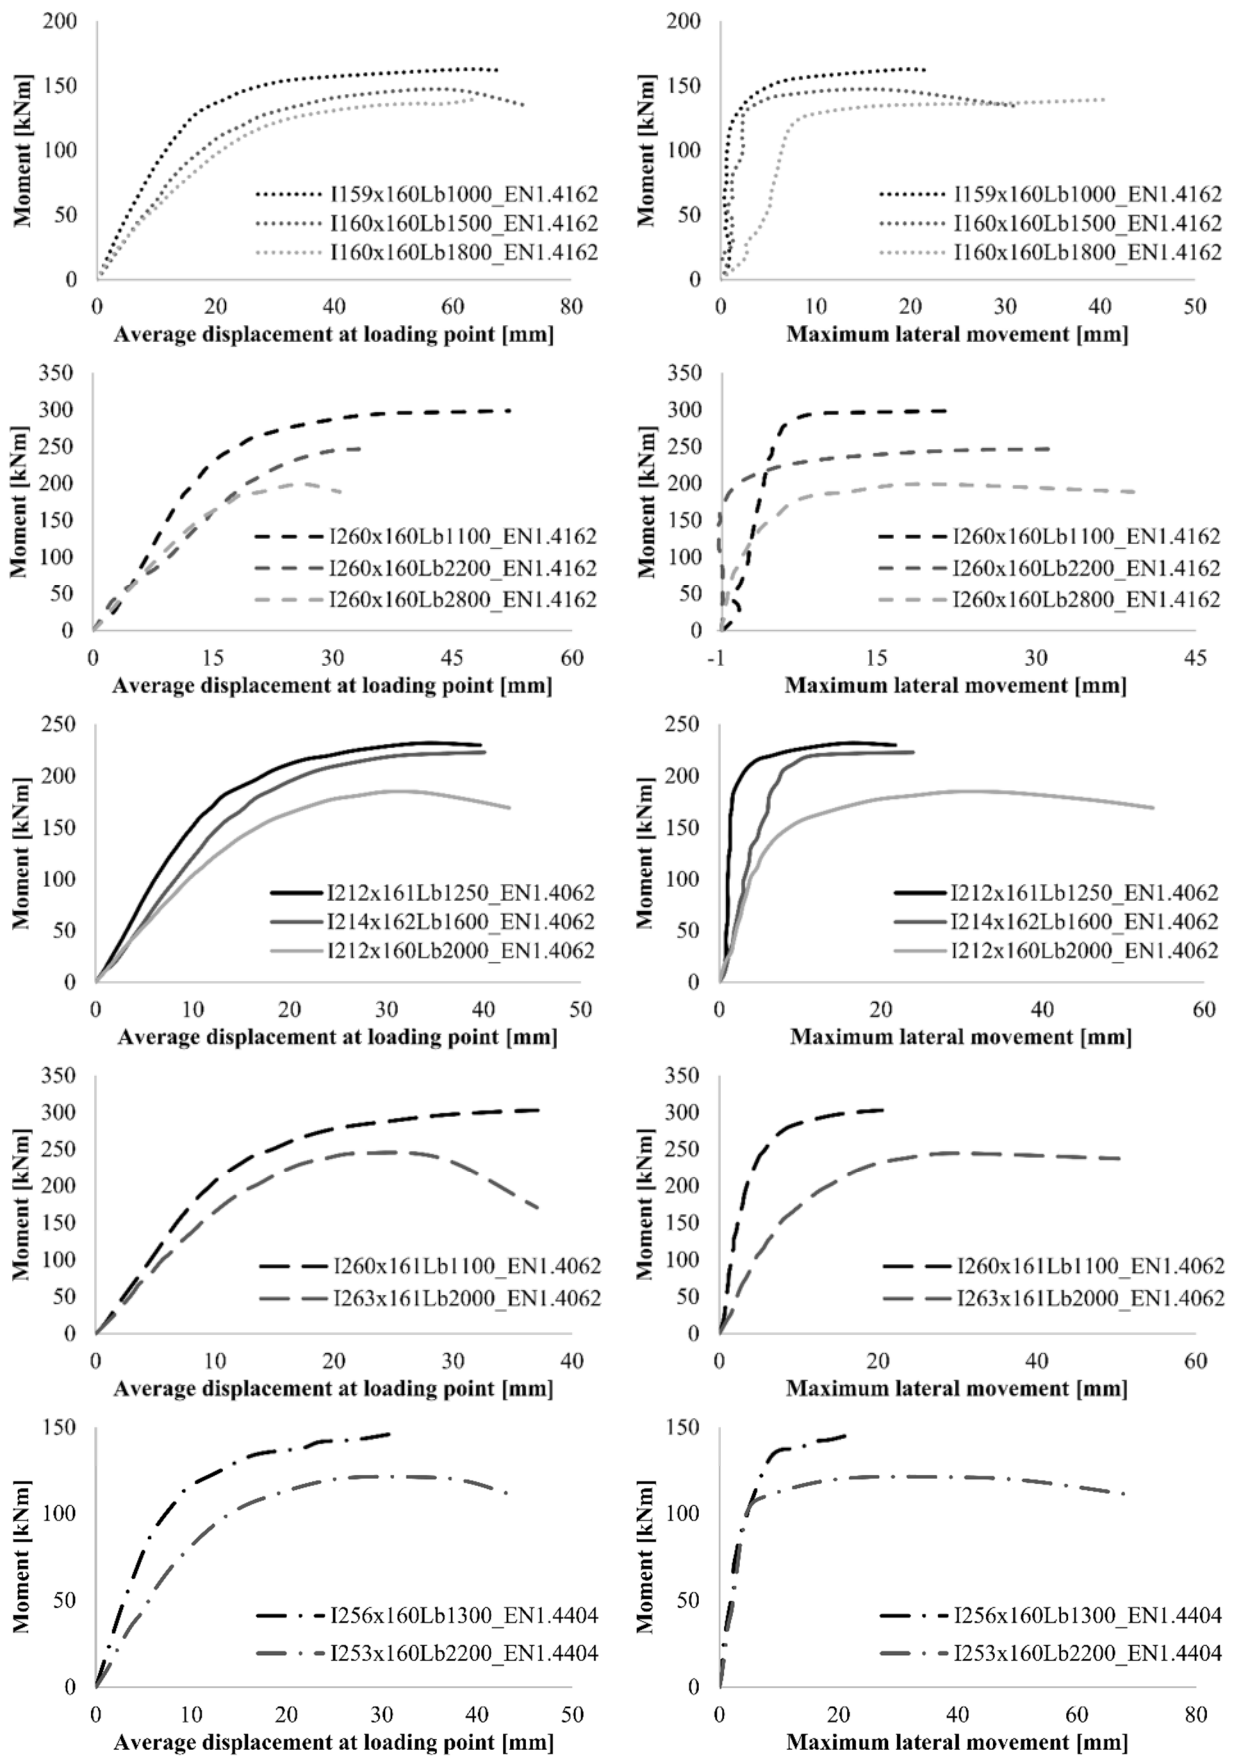 200
150
100
50
0
Moment [kNm]
I159x160Lb1000_EN1.4162
I160x160Lb1500_EN1.4162
I160x160Lb1800_EN1.4162
0 20 40 60 80
Average displacement at loading point [mm]
200
150
100
50
0
Moment [kNm]
I159x160Lb1000_EN1.4162
I160x160Lb1500_EN1.4162
I160x160Lb1800_EN1.4162
0 10 20 30 40 50
Maximum lateral movement [mm]
350
300
250
200
150
100
50
0
Moment [kNm]
I260x160Lb1100_EN1.4162
I260x160Lb2200_EN1.4162
I260x160Lb2800_EN1.4162
0 15 30 45 60
Average displacement at loading point [mm]
350
300
250
200
150
100
50
0
Moment [kNm]
I260x160Lb1100_EN1.4162
I260x160Lb2200_EN1.4162
I260x160Lb2800_EN1.4162
-1 15 30 45
Maximum lateral movement [mm]
250
200
150
100
50
0
Moment [kNm]
I212x161Lb1250_EN1.4062
I214x162Lb1600_EN1.4062
I212x160Lb2000_EN1.4062
0 10 20 30 40 50
Average displacement at loading point [mm]
250
200
150
100
50
0
Moment [kNm]
I212x161Lb1250_EN1.4062
I214x162Lb1600_EN1.4062
I212x160Lb2000_EN1.4062
0 20 40 60
Maximum lateral movement [mm]
350
300
250
200
150
100
50
0
Moment [kNm]
I260x161Lb1100_EN1.4062
I263x161Lb2000_EN1.4062
0 10 20 30 40
Average displacement at loading point [mm]
350
300
250
200
150
100
50
0
Moment [kNm]
I260x161Lb1100_EN1.4062
I263x161Lb2000_EN1.4062
0 20 40 60
Maximum lateral movement [mm]
150
100
50
0
Moment [kNm]
I256x160Lb1300_EN1.4404
I253x160Lb2200_EN1.4404
0 10 20 30 40 50
Average displacement at loading point [mm]
150
100
50
0
Moment [kNm]
I256x160Lb1300_EN1.4404
I253x160Lb2200_EN1.4404
0 20 40 60 80
Maximum lateral movement [mm]